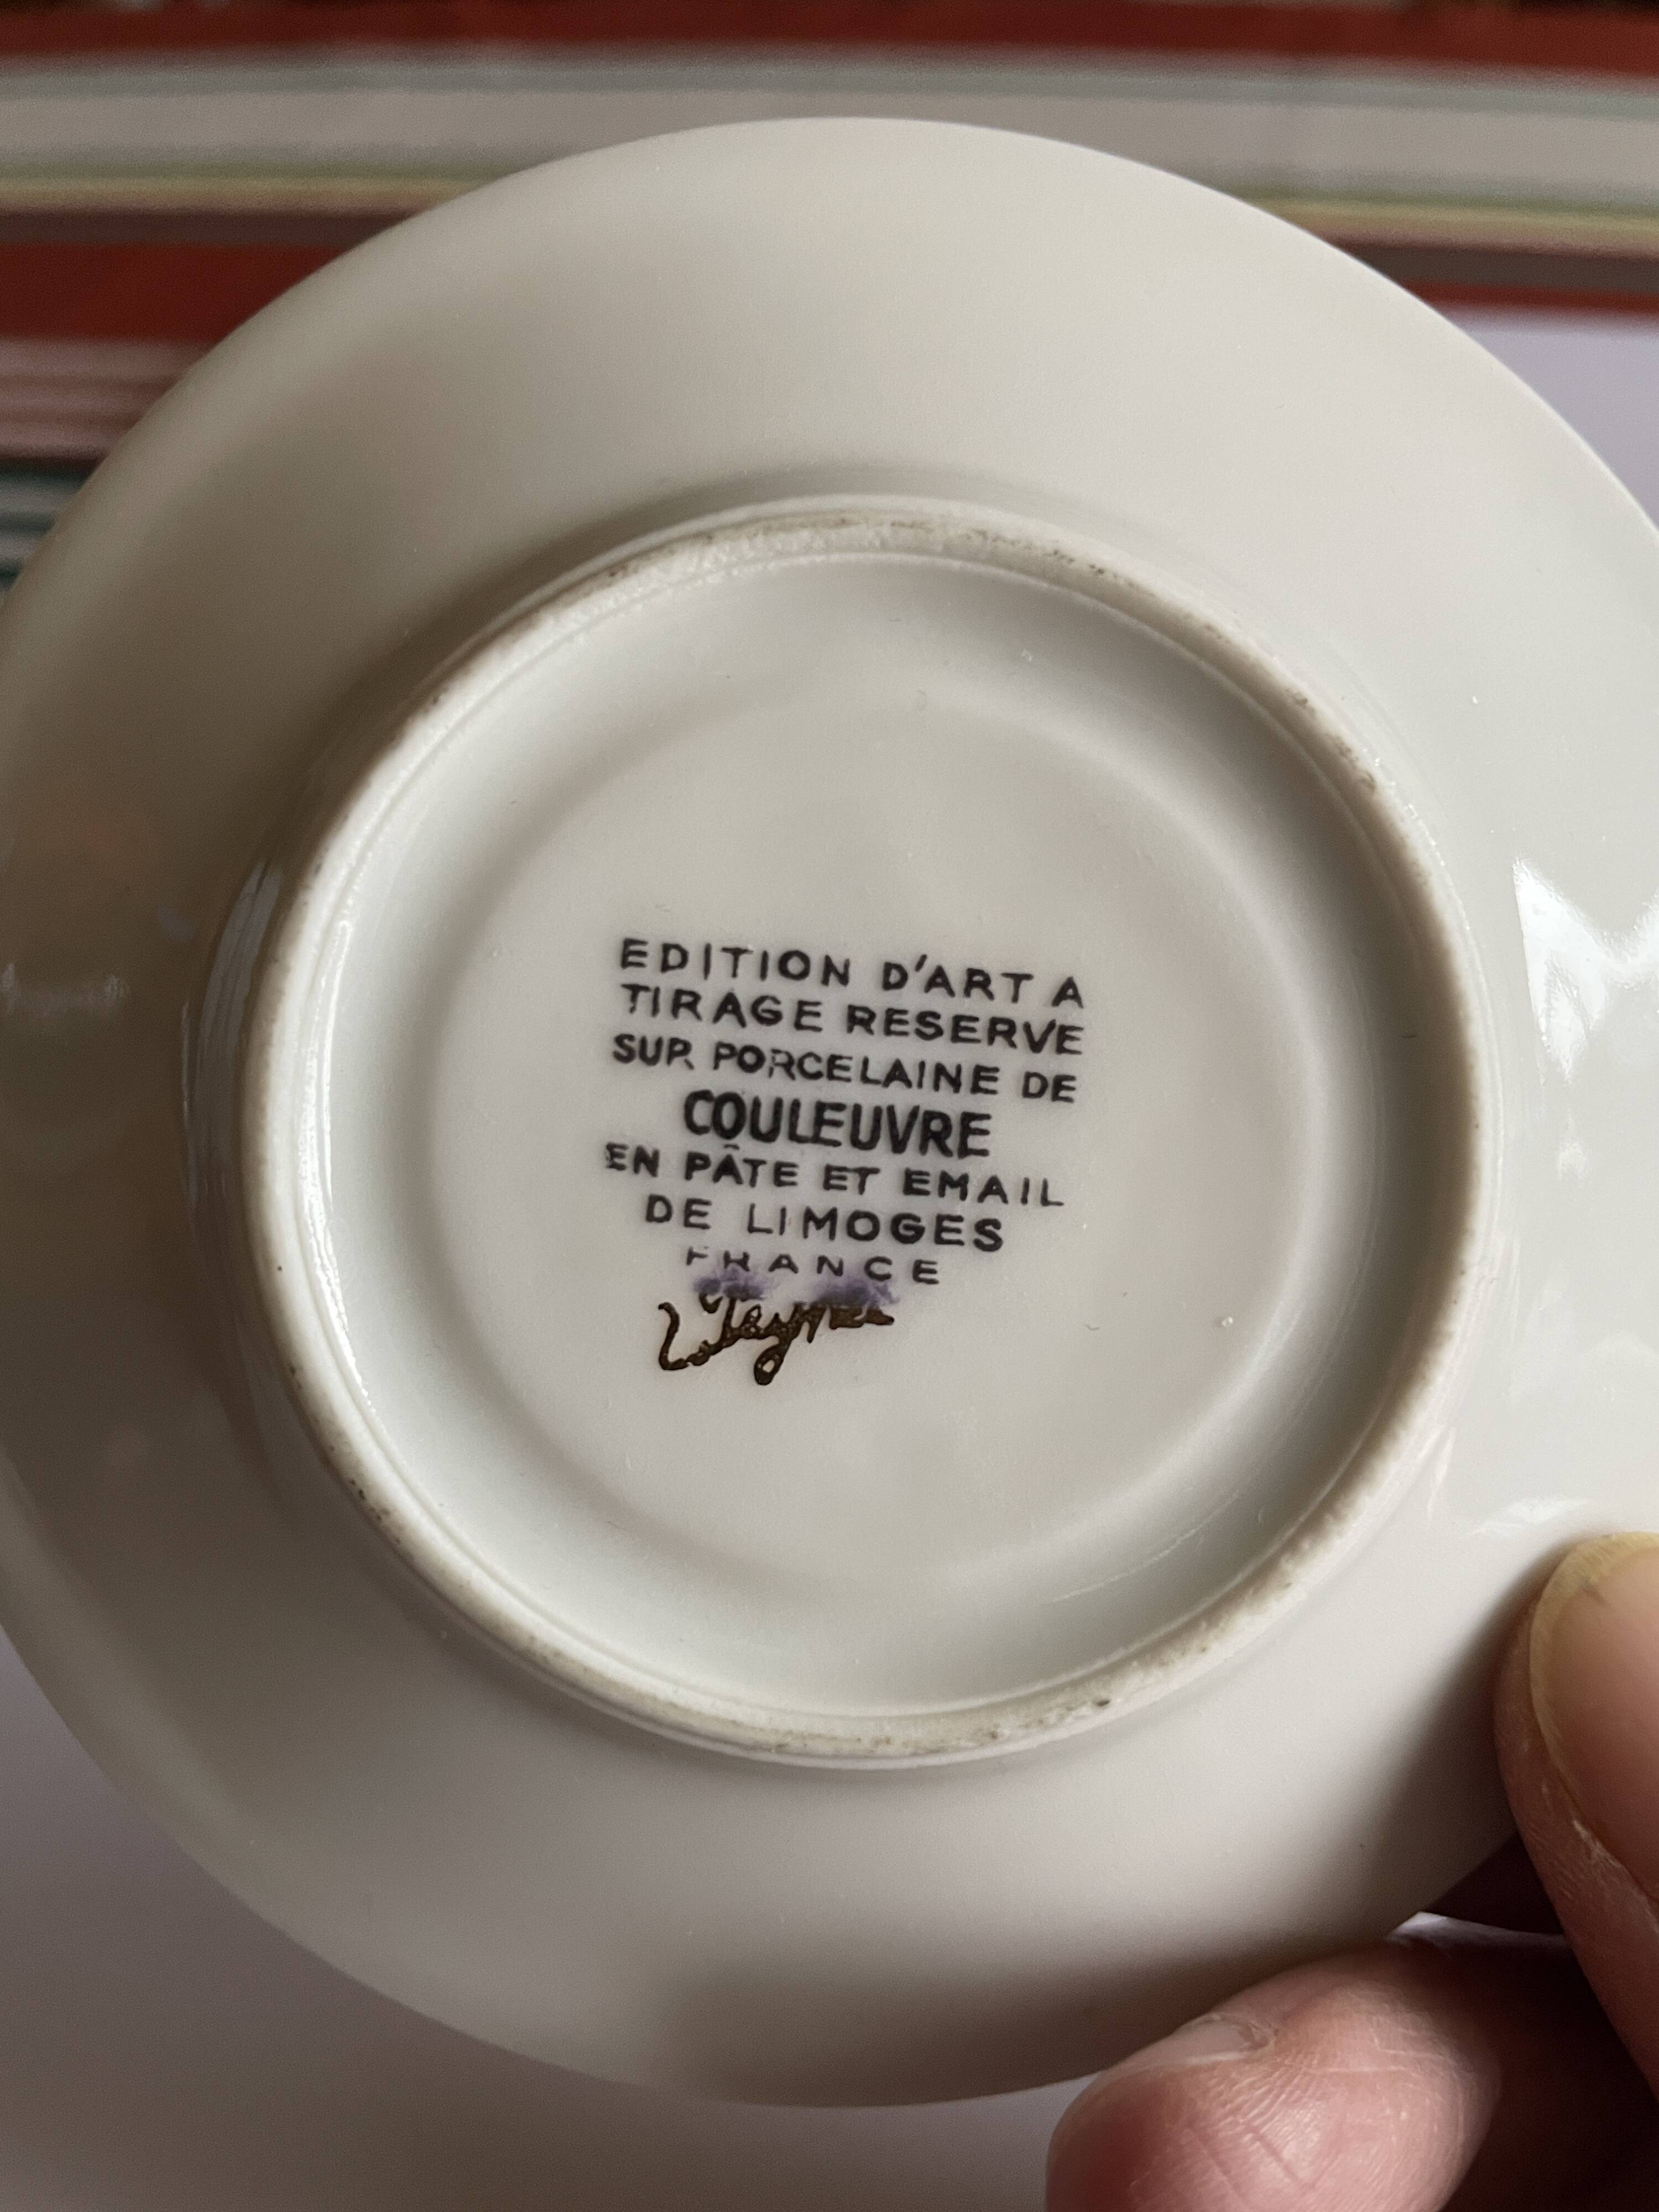 EDITION D'ART A
TIRAGE RESERVE
SUR PORCELAINE DE
COULEUVRE
EN PÂTE ET EMAIL
DE LIMOGES
FRANCE